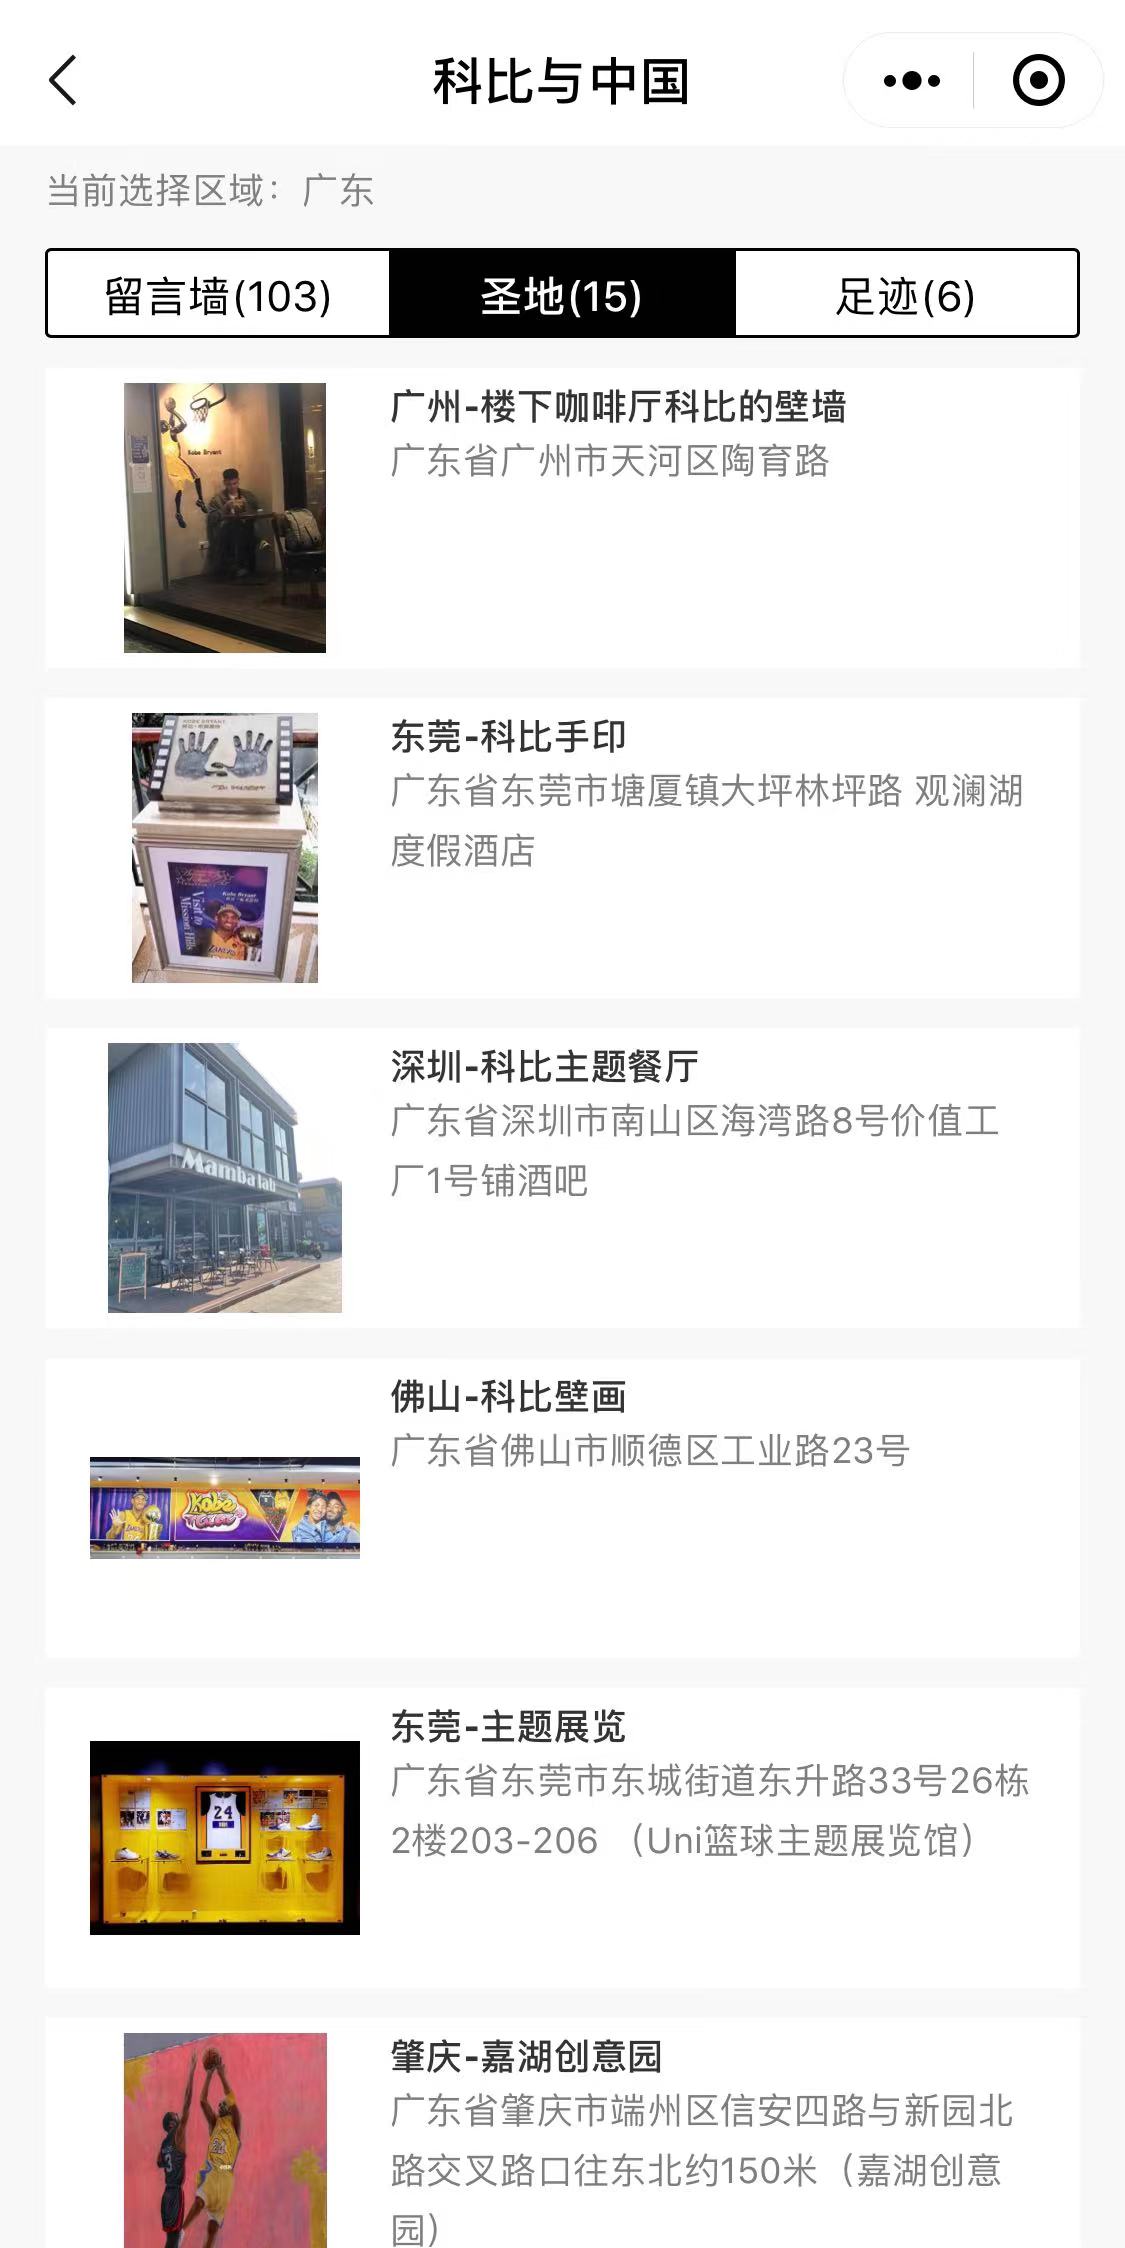 科比与中国
当前选择区域：广东
留言墙(103)
圣地(15)
足迹(6)
Kobe Bryant
广州-楼下咖啡厅科比的壁墙
广东省广州市天河区陶育路
KOBE BRYANT
Kobe Bryant
Visit to
Mission Hills
东莞-科比手印
广东省东莞市塘厦镇大坪林坪路 观澜湖
度假酒店
Mamba lab
深圳-科比主题餐厅
广东省深圳市南山区海湾路8号价值工
厂1号铺酒吧
Kobe
佛山-科比壁画
广东省佛山市顺德区工业路23号
24
东莞-主题展览
广东省东莞市东城街道东升路33号26栋
2楼203-206 （Uni篮球主题展览馆）
3
24
肇庆-嘉湖创意园
广东省肇庆市端州区信安四路与新园北
路交叉路口往东北约150米（嘉湖创意
园）